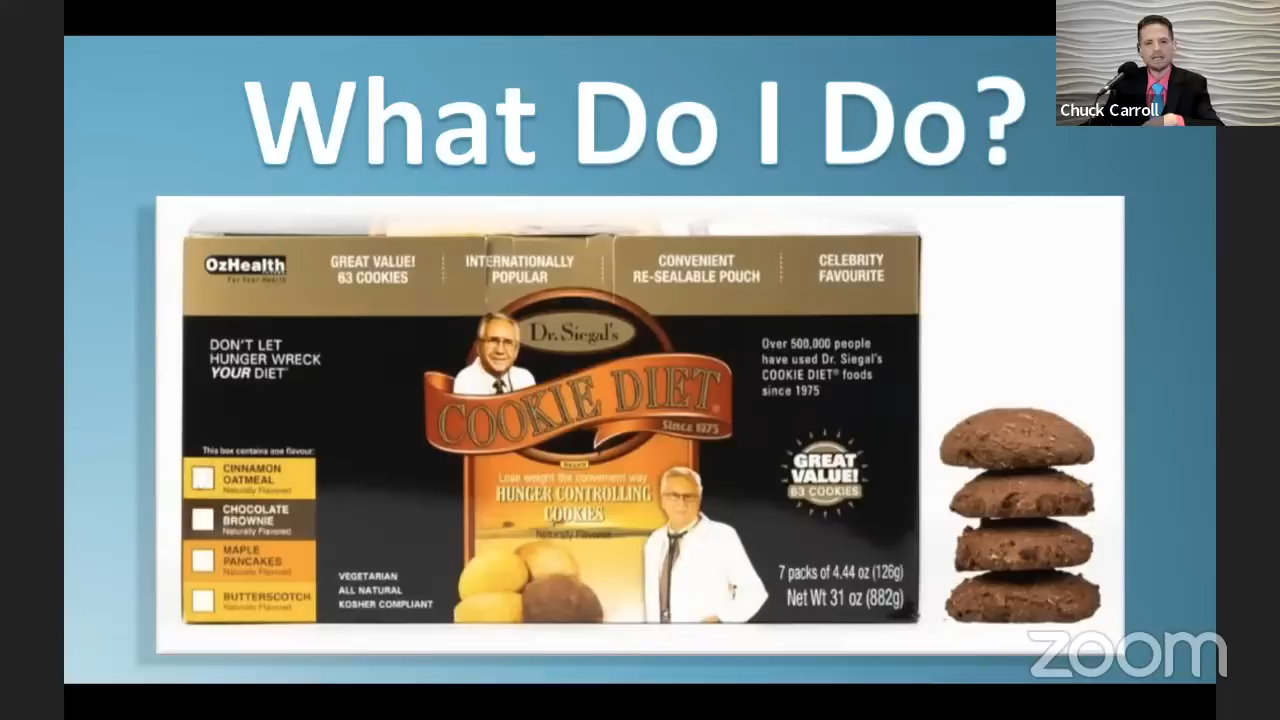 What Do I Do?
Chuck Carroll
OzHealth
For Your Health
GREAT VALUE!
63 COOKIES
INTERNATIONALLY
POPULAR
CONVENIENT
RE-SEALABLE POUCH
CELEBRITY
FAVOURITE
DON'T LET
HUNGER WRECK
YOUR DIET
Dr. Siegal's
COOKIE DIET®
Since 1975
Over 500,000 people
have used Dr. Siegal's
COOKIE DIET® foods
since 1975
This box contains one flavour:
CINNAMON
OATMEAL
Naturally Flavored
CHOCOLATE
BROWNIE
Naturally Flavored
MAPLE
PANCAKES
Naturally Flavored
BUTTERSCOTCH
Naturally Flavored
BRAND
Lose weight the convenient way
HUNGER CONTROLLING
COOKIES
Naturally Flavored
GREAT
VALUE!
63 COOKIES
VEGETARIAN
ALL NATURAL
KOSHER COMPLIANT
7 packs of 4.44 oz (126g)
Net Wt 31 oz (882g)
zoom